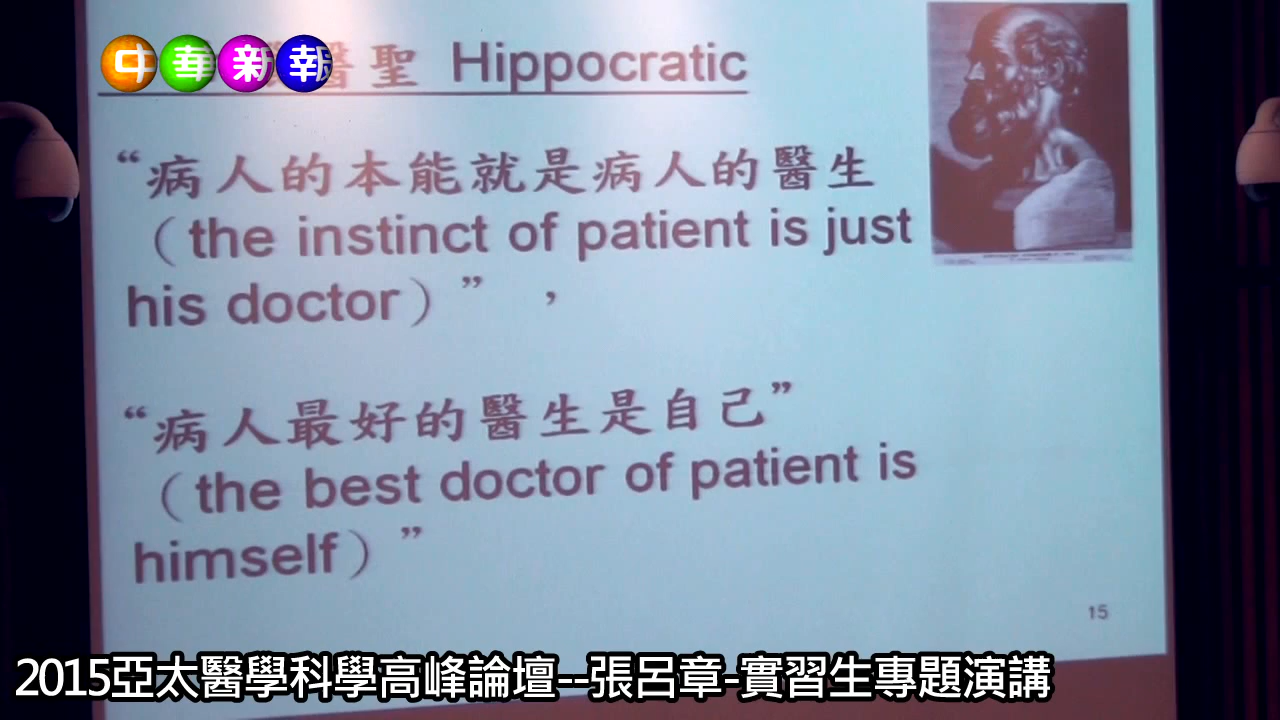 中華新報
醫聖 Hippocratic
“病人的本能就是病人的醫生
（the instinct of patient is just
his doctor）”，
“病人最好的醫生是自己”
（the best doctor of patient is
himself）”
15
2015亞太醫學科學高峰論壇--張呂章-實習生專題演講